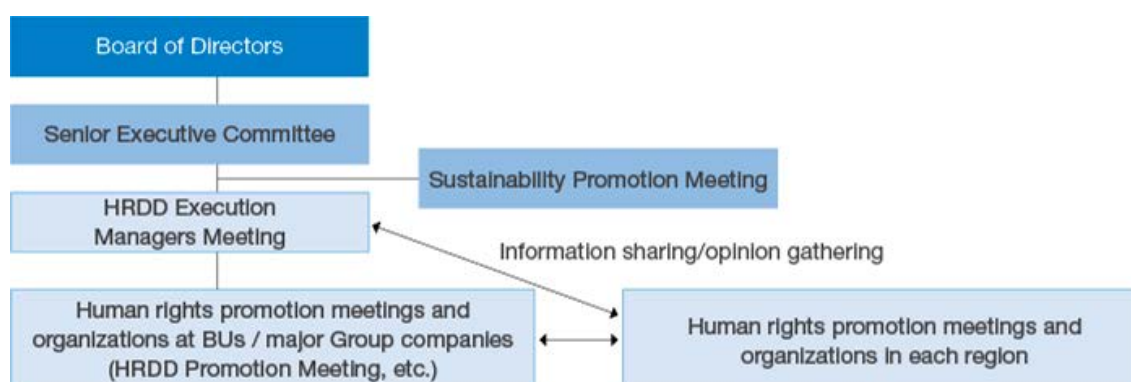 Board of Directors
Senior Executive Committee
Sustainability Promotion Meeting
HRDD Execution
Managers Meeting
Information sharing/opinion gathering
Human rights promotion meetings and
organizations at BUs / major Group companies
(HRDD Promotion Meeting, etc.)
Human rights promotion meetings and
organizations in each region